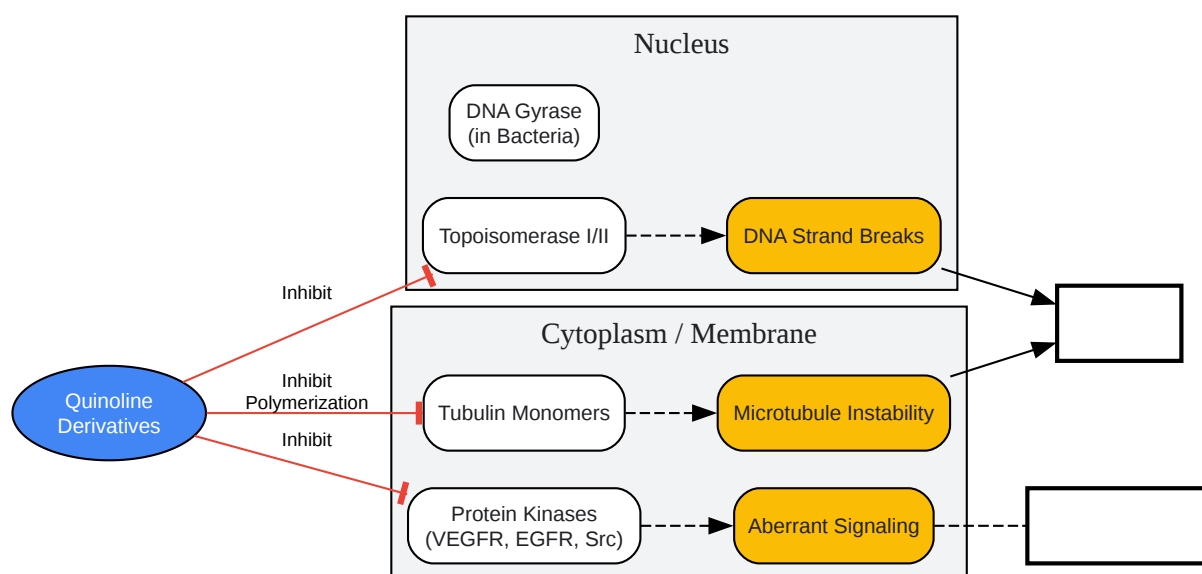 Nucleus
DNA Gyrase
(in Bacteria)
Topoisomerase I/II
DNA Strand Breaks
Inhibit
Cytoplasm / Membrane
Quinoline
Derivatives
Inhibit
Polymerization
Tubulin Monomers
Microtubule Instability
Inhibit
Protein Kinases
(VEGFR, EGFR, Src)
Aberrant Signaling